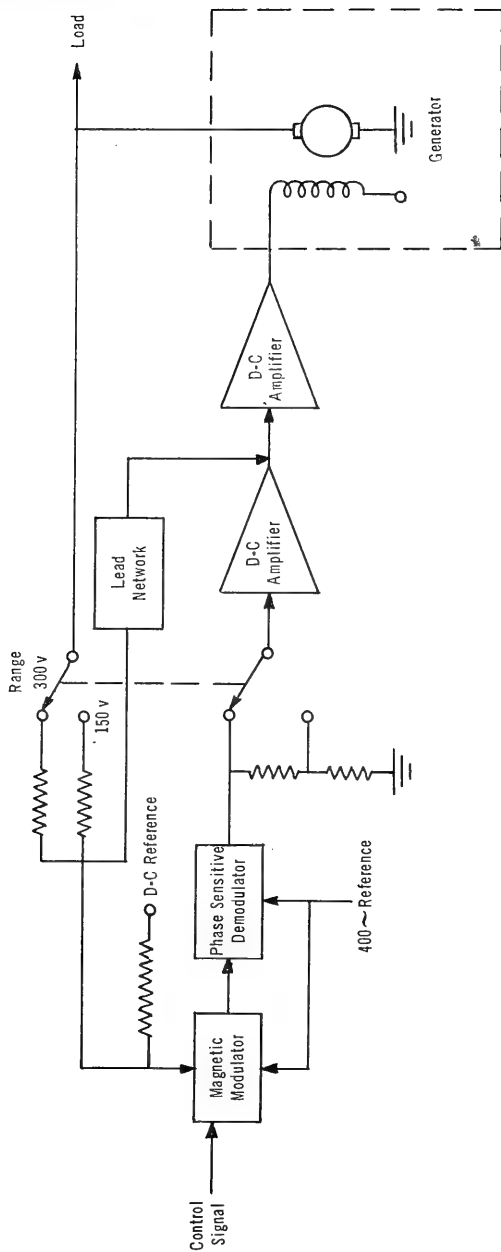 Load
Generator
D-C
Amplifier
D-C
Amplifier
Lead
Network
Range
300 v
150 v
D-C Reference
Phase Sensitive
Demodulator
400~ Reference
Magnetic
Modulator
Control
Signal